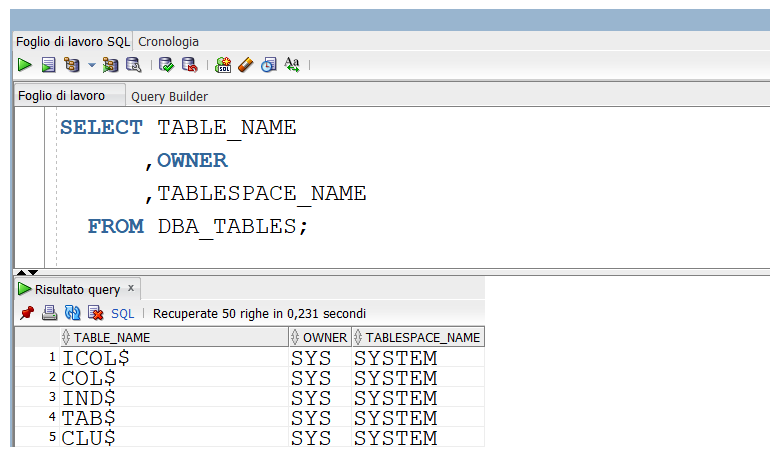 Foglio di lavoro SQL Cronologia
SQL Aa
Foglio di lavoro Query Builder
SELECT TABLE_NAME
,OWNER
,TABLESPACE_NAME
FROM DBA_TABLES;
Risultato query x
SQL Recuperate 50 righe in 0,231 secondi
TABLE_NAME OWNER TABLESPACE_NAME
1 ICOL$ SYS SYSTEM
2 COL$ SYS SYSTEM
3 IND$ SYS SYSTEM
4 TAB$ SYS SYSTEM
5 CLU$ SYS SYSTEM